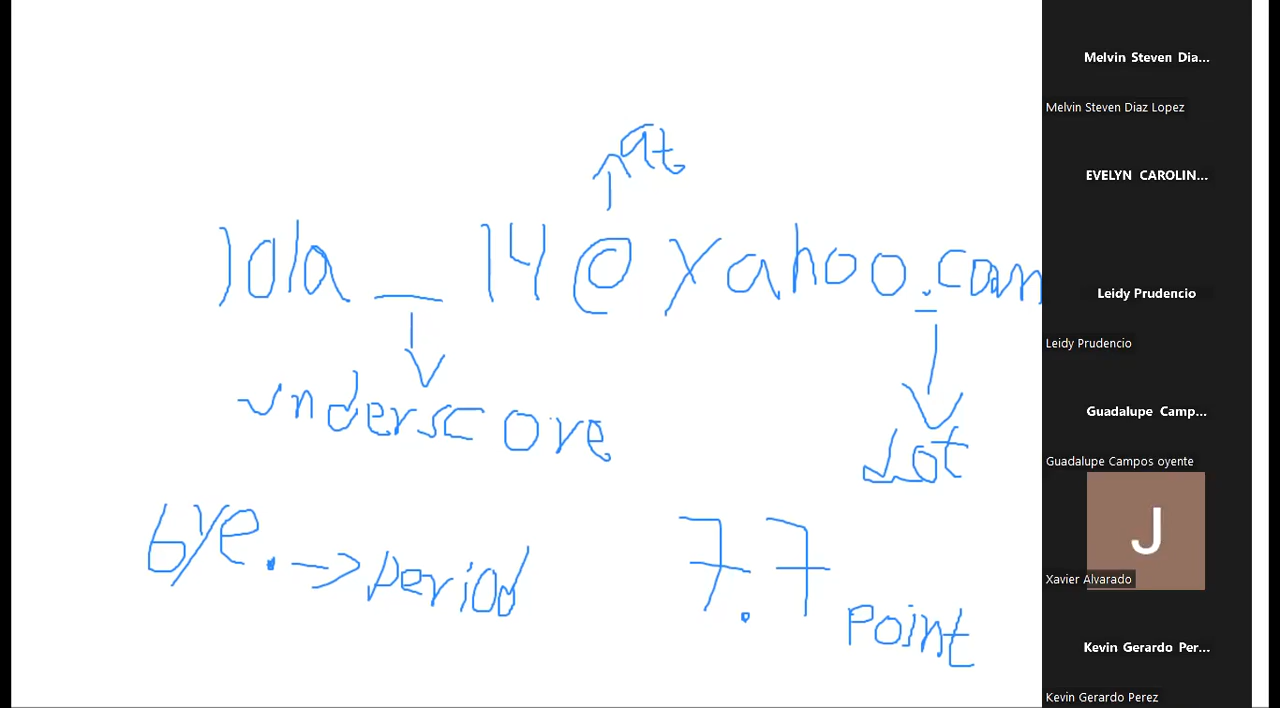 at
lola_14@yahoo.com
underscore
dot
bye. → period
7.7
point
Melvin Steven Dia...
Melvin Steven Diaz Lopez
EVELYN CAROLIN...
Leidy Prudencio
Leidy Prudencio
Guadalupe Camp...
Guadalupe Campos oyente
J
Xavier Alvarado
Kevin Gerardo Per...
Kevin Gerardo Perez